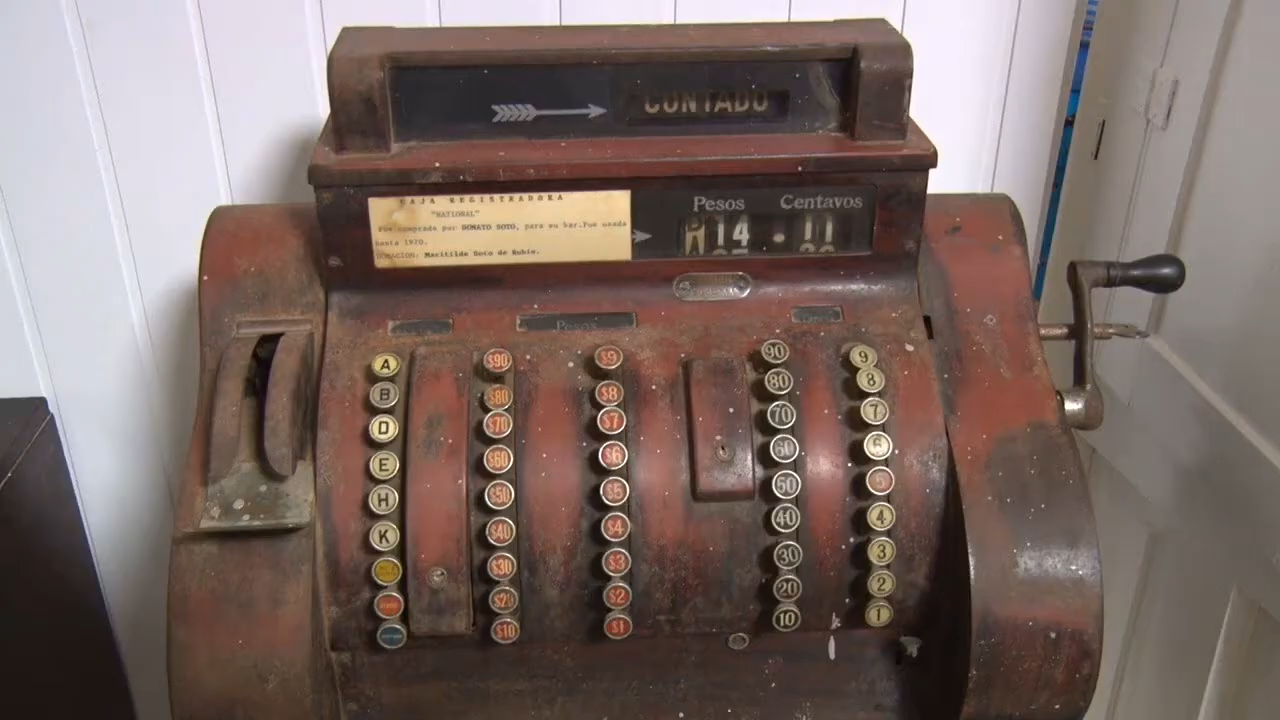 CONTADO
CAJA REGISTRADORA
"NATIONAL"
Fue comprada por DONATO SOTO, para su bar.Fue usada
hasta 1970.
DONACION: Macitilda Soto de Rubio.
Pesos Centavos
14 . 11
Pesos
A $90 $9 90 9
B $80 $8 80 8
D $70 $7 70 7
E $60 $6 60 6
H $50 $5 50 5
K $40 $4 40 4
$30 $3 30 3
$20 $2 20 2
$10 $1 10 1